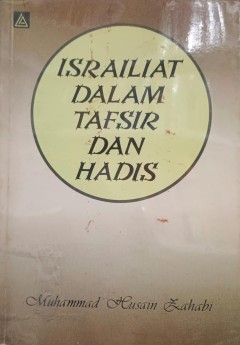 ISRAILIAT
DALAM
TAFSIR
DAN
HADIS
Muhammad Husain Zahabi